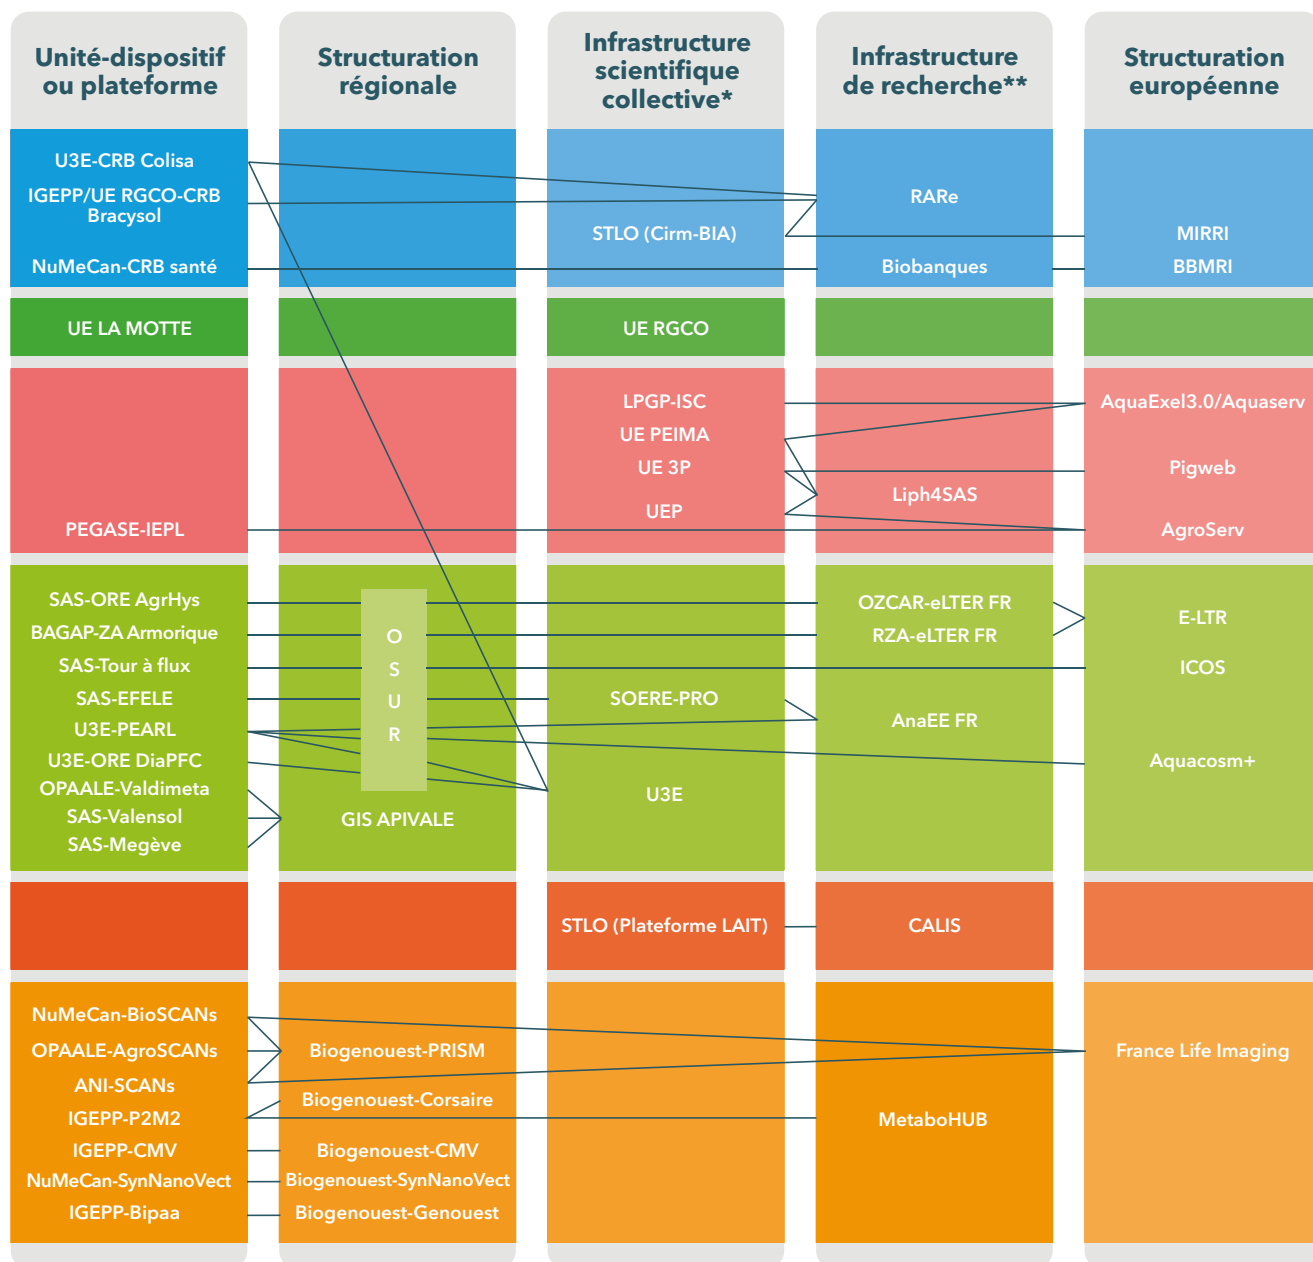 Unité-dispositif
ou plateforme
Structuration
régionale
Infrastructure
scientifique
collective*
Infrastructure
de recherche**
Structuration
européenne
U3E-CRB Colisa
IGEPP/UE RGCO-CRB
Bracysol
NuMeCan-CRB santé
STLO (Cirm-BIA)
RARe
Biobanques
MIRRI
BBMRI
UE LA MOTTE
UE RGCO
PEGASE-IEPL
LPGP-ISC
UE PEIMA
UE 3P
UEP
Liph4SAS
AquaExel3.0/Aquaserv
Pigweb
AgroServ
SAS-ORE AgrHys
BAGAP-ZA Armorique
SAS-Tour à flux
SAS-EFELE
U3E-PEARL
U3E-ORE DiaPFC
OPAALE-Valdimeta
SAS-Valensol
SAS-Megève
O
S
U
R
GIS APIVALE
SOERE-PRO
U3E
OZCAR-eLTER FR
RZA-eLTER FR
AnaEE FR
E-LTR
ICOS
Aquacosm+
STLO (Plateforme LAIT)
CALIS
NuMeCan-BioSCANs
OPAALE-AgroSCANs
ANI-SCANs
IGEPP-P2M2
IGEPP-CMV
NuMeCan-SynNanoVect
IGEPP-Bipaa
Biogenouest-PRISM
Biogenouest-Corsaire
Biogenouest-CMV
Biogenouest-SynNanoVect
Biogenouest-Genouest
MetaboHUB
France Life Imaging